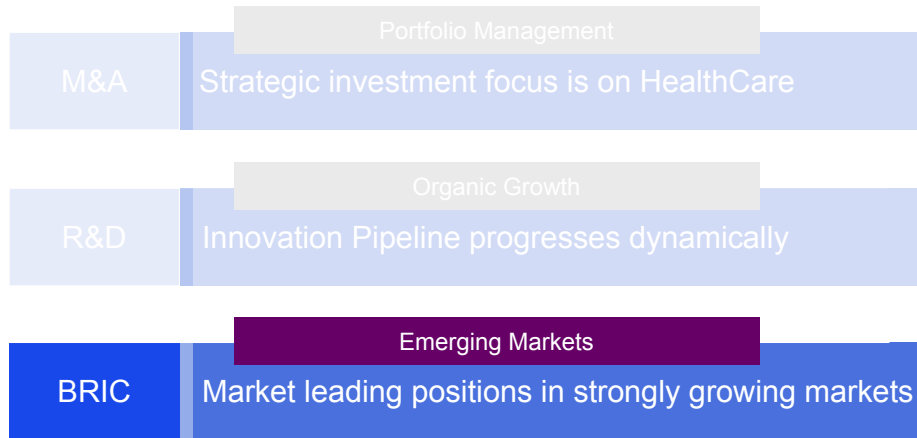 Portfolio Management
M&A
Strategic investment focus is on HealthCare
Organic Growth
R&D
Innovation Pipeline progresses dynamically
Emerging Markets
BRIC
Market leading positions in strongly growing markets